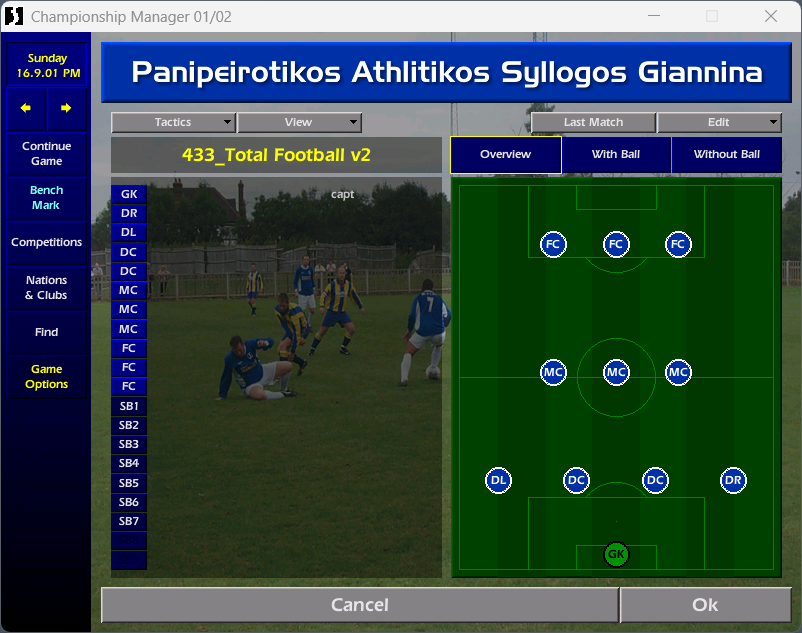 Championship Manager 01/02
Sunday
16.9.01 PM
Panipeirotikos Athlitikos Syllogos Giannina
Continue
Game
Bench
Mark
Competitions
Nations
& Clubs
Find
Game
Options
Tactics
View
Last Match
Edit
433_Total Football v2
Overview
With Ball
Without Ball
GK capt
DR
DL
DC
DC
MC
MC
MC
FC
FC
FC
SB1
SB2
SB3
SB4
SB5
SB6
SB7
7
FC FC FC
MC MC MC
DL DC DC DR
GK
Cancel
Ok